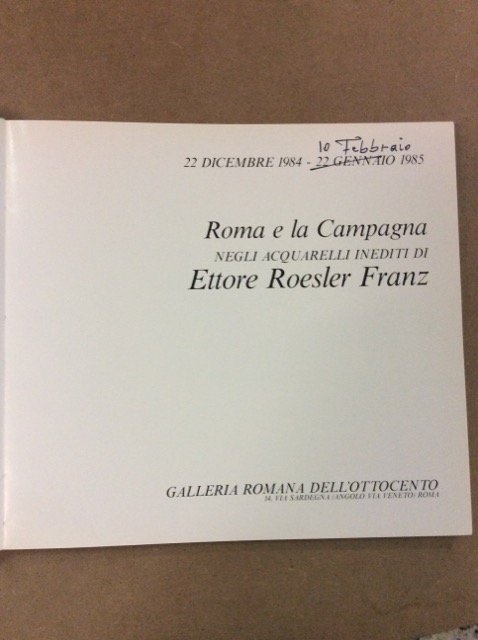 10 Febbraio
22 DICEMBRE 1984 - 22 GENNAIO 1985
Roma e la Campagna
NEGLI ACQUARELLI INEDITI DI
Ettore Roesler Franz
GALLERIA ROMANA DELL'OTTOCENTO
54, VIA SARDEGNA (ANGOLO VIA VENETO) ROMA